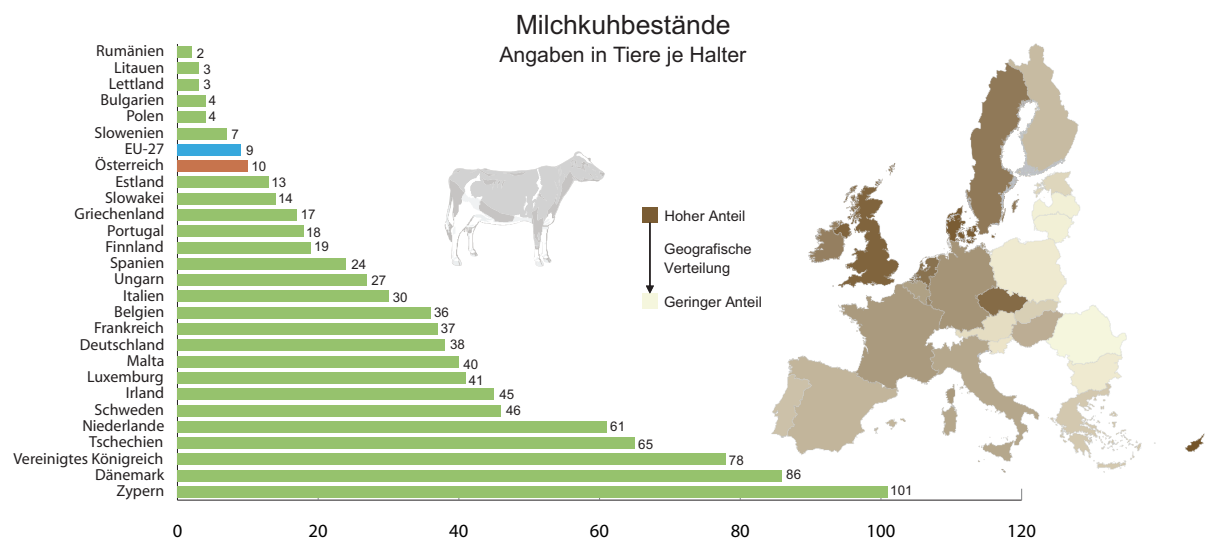 Milchkuhbestände
Angaben in Tiere je Halter
Rumänien 2
Litauen 3
Lettland 3
Bulgarien 4
Polen 4
Slowenien 7
EU-27 9
Österreich 10
Estland 13
Slowakei 14
Griechenland 17
Portugal 18
Finnland 19
Spanien 24
Ungarn 27
Italien 30
Belgien 36
Frankreich 37
Deutschland 38
Malta 40
Luxemburg 41
Irland 45
Schweden 46
Niederlande 61
Tschechien 65
Vereinigtes Königreich 78
Dänemark 86
Zypern 101
0 20 40 60 80 100 120
Hoher Anteil
Geografische
Verteilung
Geringer Anteil